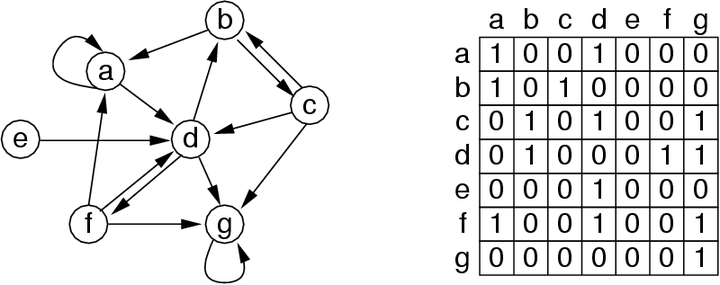 b
a
c
e
d
f
g
a b c d e f g
a 1 0 0 1 0 0 0
b 1 0 1 0 0 0 0
c 0 1 0 1 0 0 1
d 0 1 0 0 0 1 1
e 0 0 0 1 0 0 0
f 1 0 0 1 0 0 1
g 0 0 0 0 0 0 1